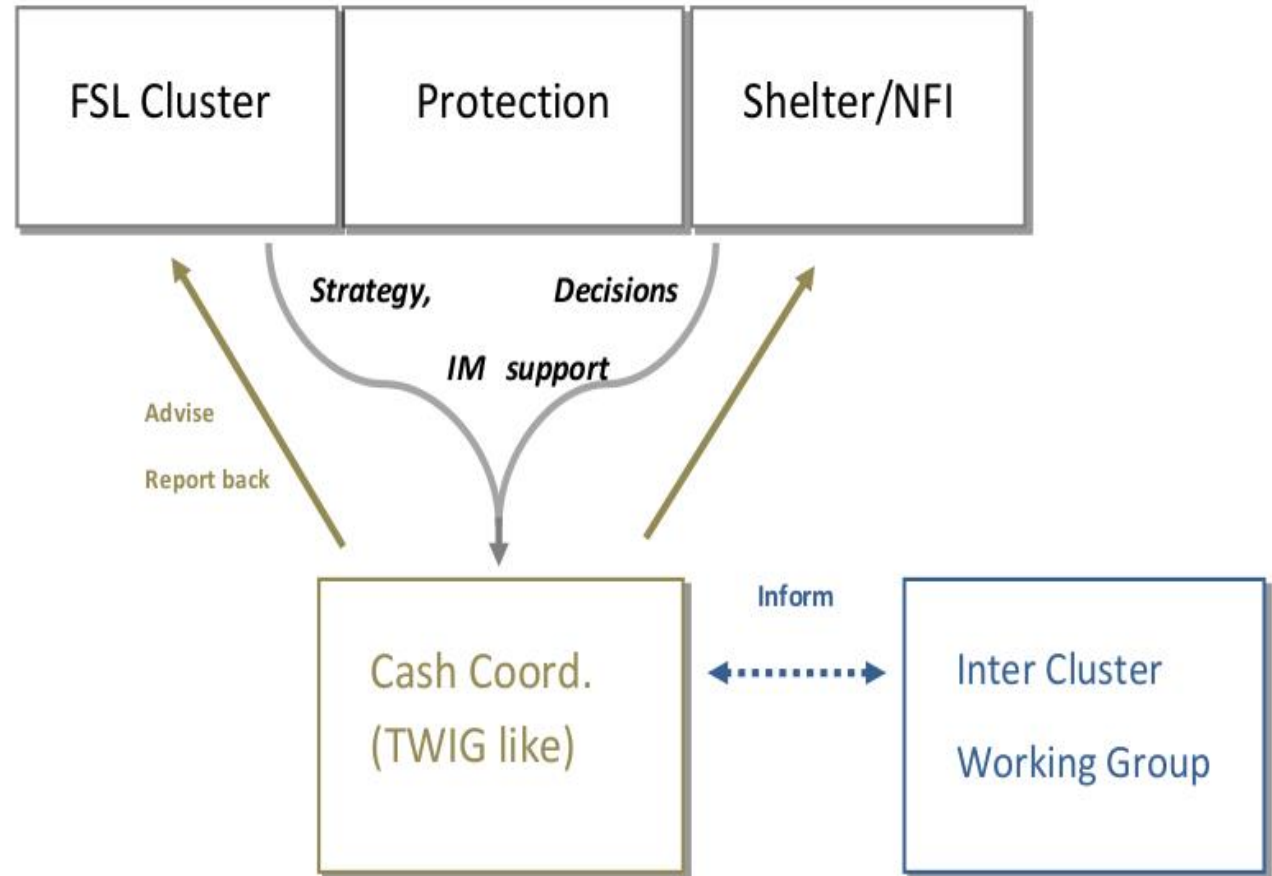 FSL Cluster
Protection
Shelter/NFI
Strategy, Decisions
IM support
Advise
Report back
Inform
Cash Coord.
(TWIG like)
Inter Cluster
Working Group